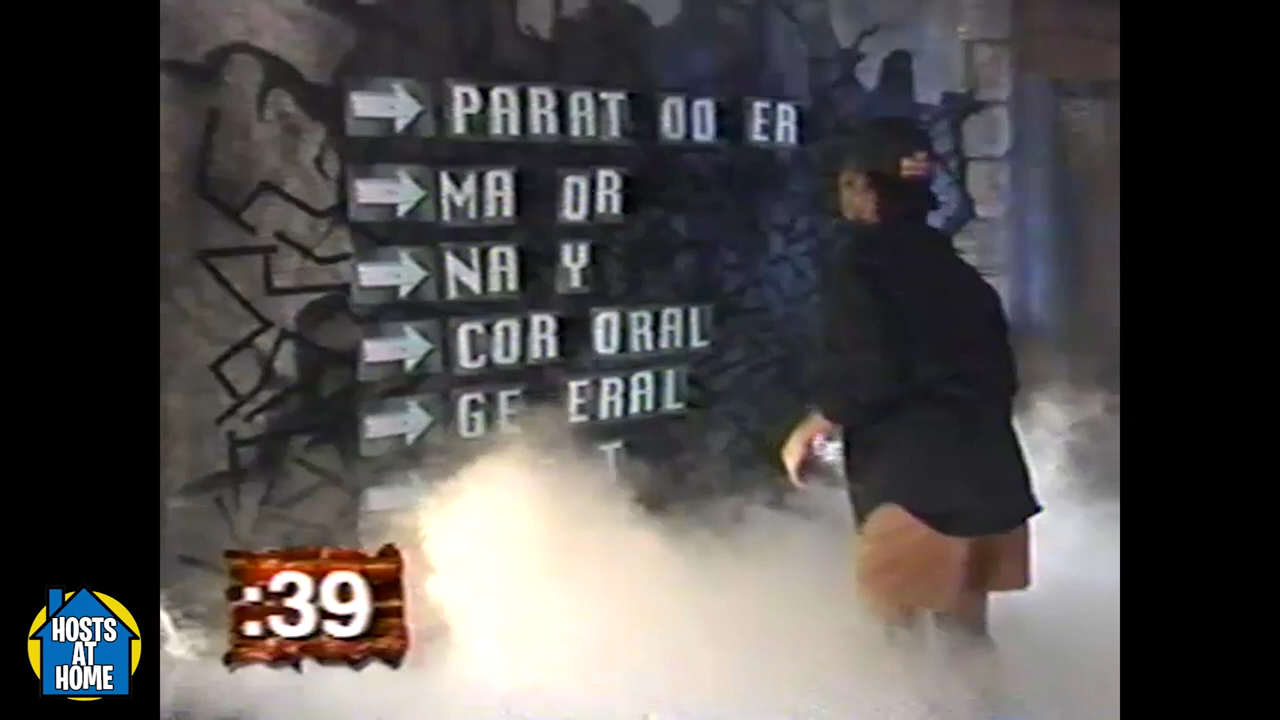 PARAT OO ER
MA OR
NA Y
COR ORAL
GE ERAL
T
:39
HOSTS
AT
HOME